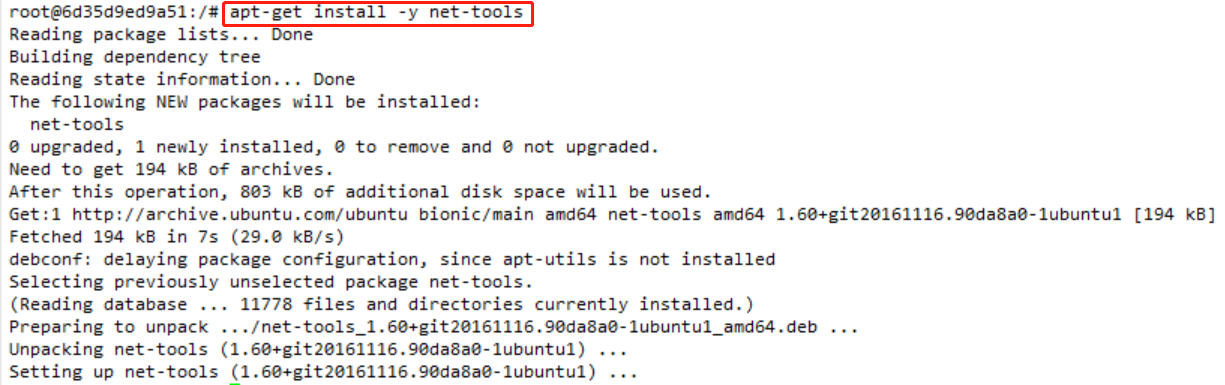 root@6d35d9ed9a51:/# apt-get install -y net-tools
Reading package lists... Done
Building dependency tree
Reading state information... Done
The following NEW packages will be installed:
  net-tools
0 upgraded, 1 newly installed, 0 to remove and 0 not upgraded.
Need to get 194 kB of archives.
After this operation, 803 kB of additional disk space will be used.
Get:1 http://archive.ubuntu.com/ubuntu bionic/main amd64 net-tools amd64 1.60+git20161116.90da8a0-1ubuntu1 [194 kB]
Fetched 194 kB in 7s (29.0 kB/s)
debconf: delaying package configuration, since apt-utils is not installed
Selecting previously unselected package net-tools.
(Reading database ... 11778 files and directories currently installed.)
Preparing to unpack .../net-tools_1.60+git20161116.90da8a0-1ubuntu1_amd64.deb ...
Unpacking net-tools (1.60+git20161116.90da8a0-1ubuntu1) ...
Setting up net-tools (1.60+git20161116.90da8a0-1ubuntu1) ...